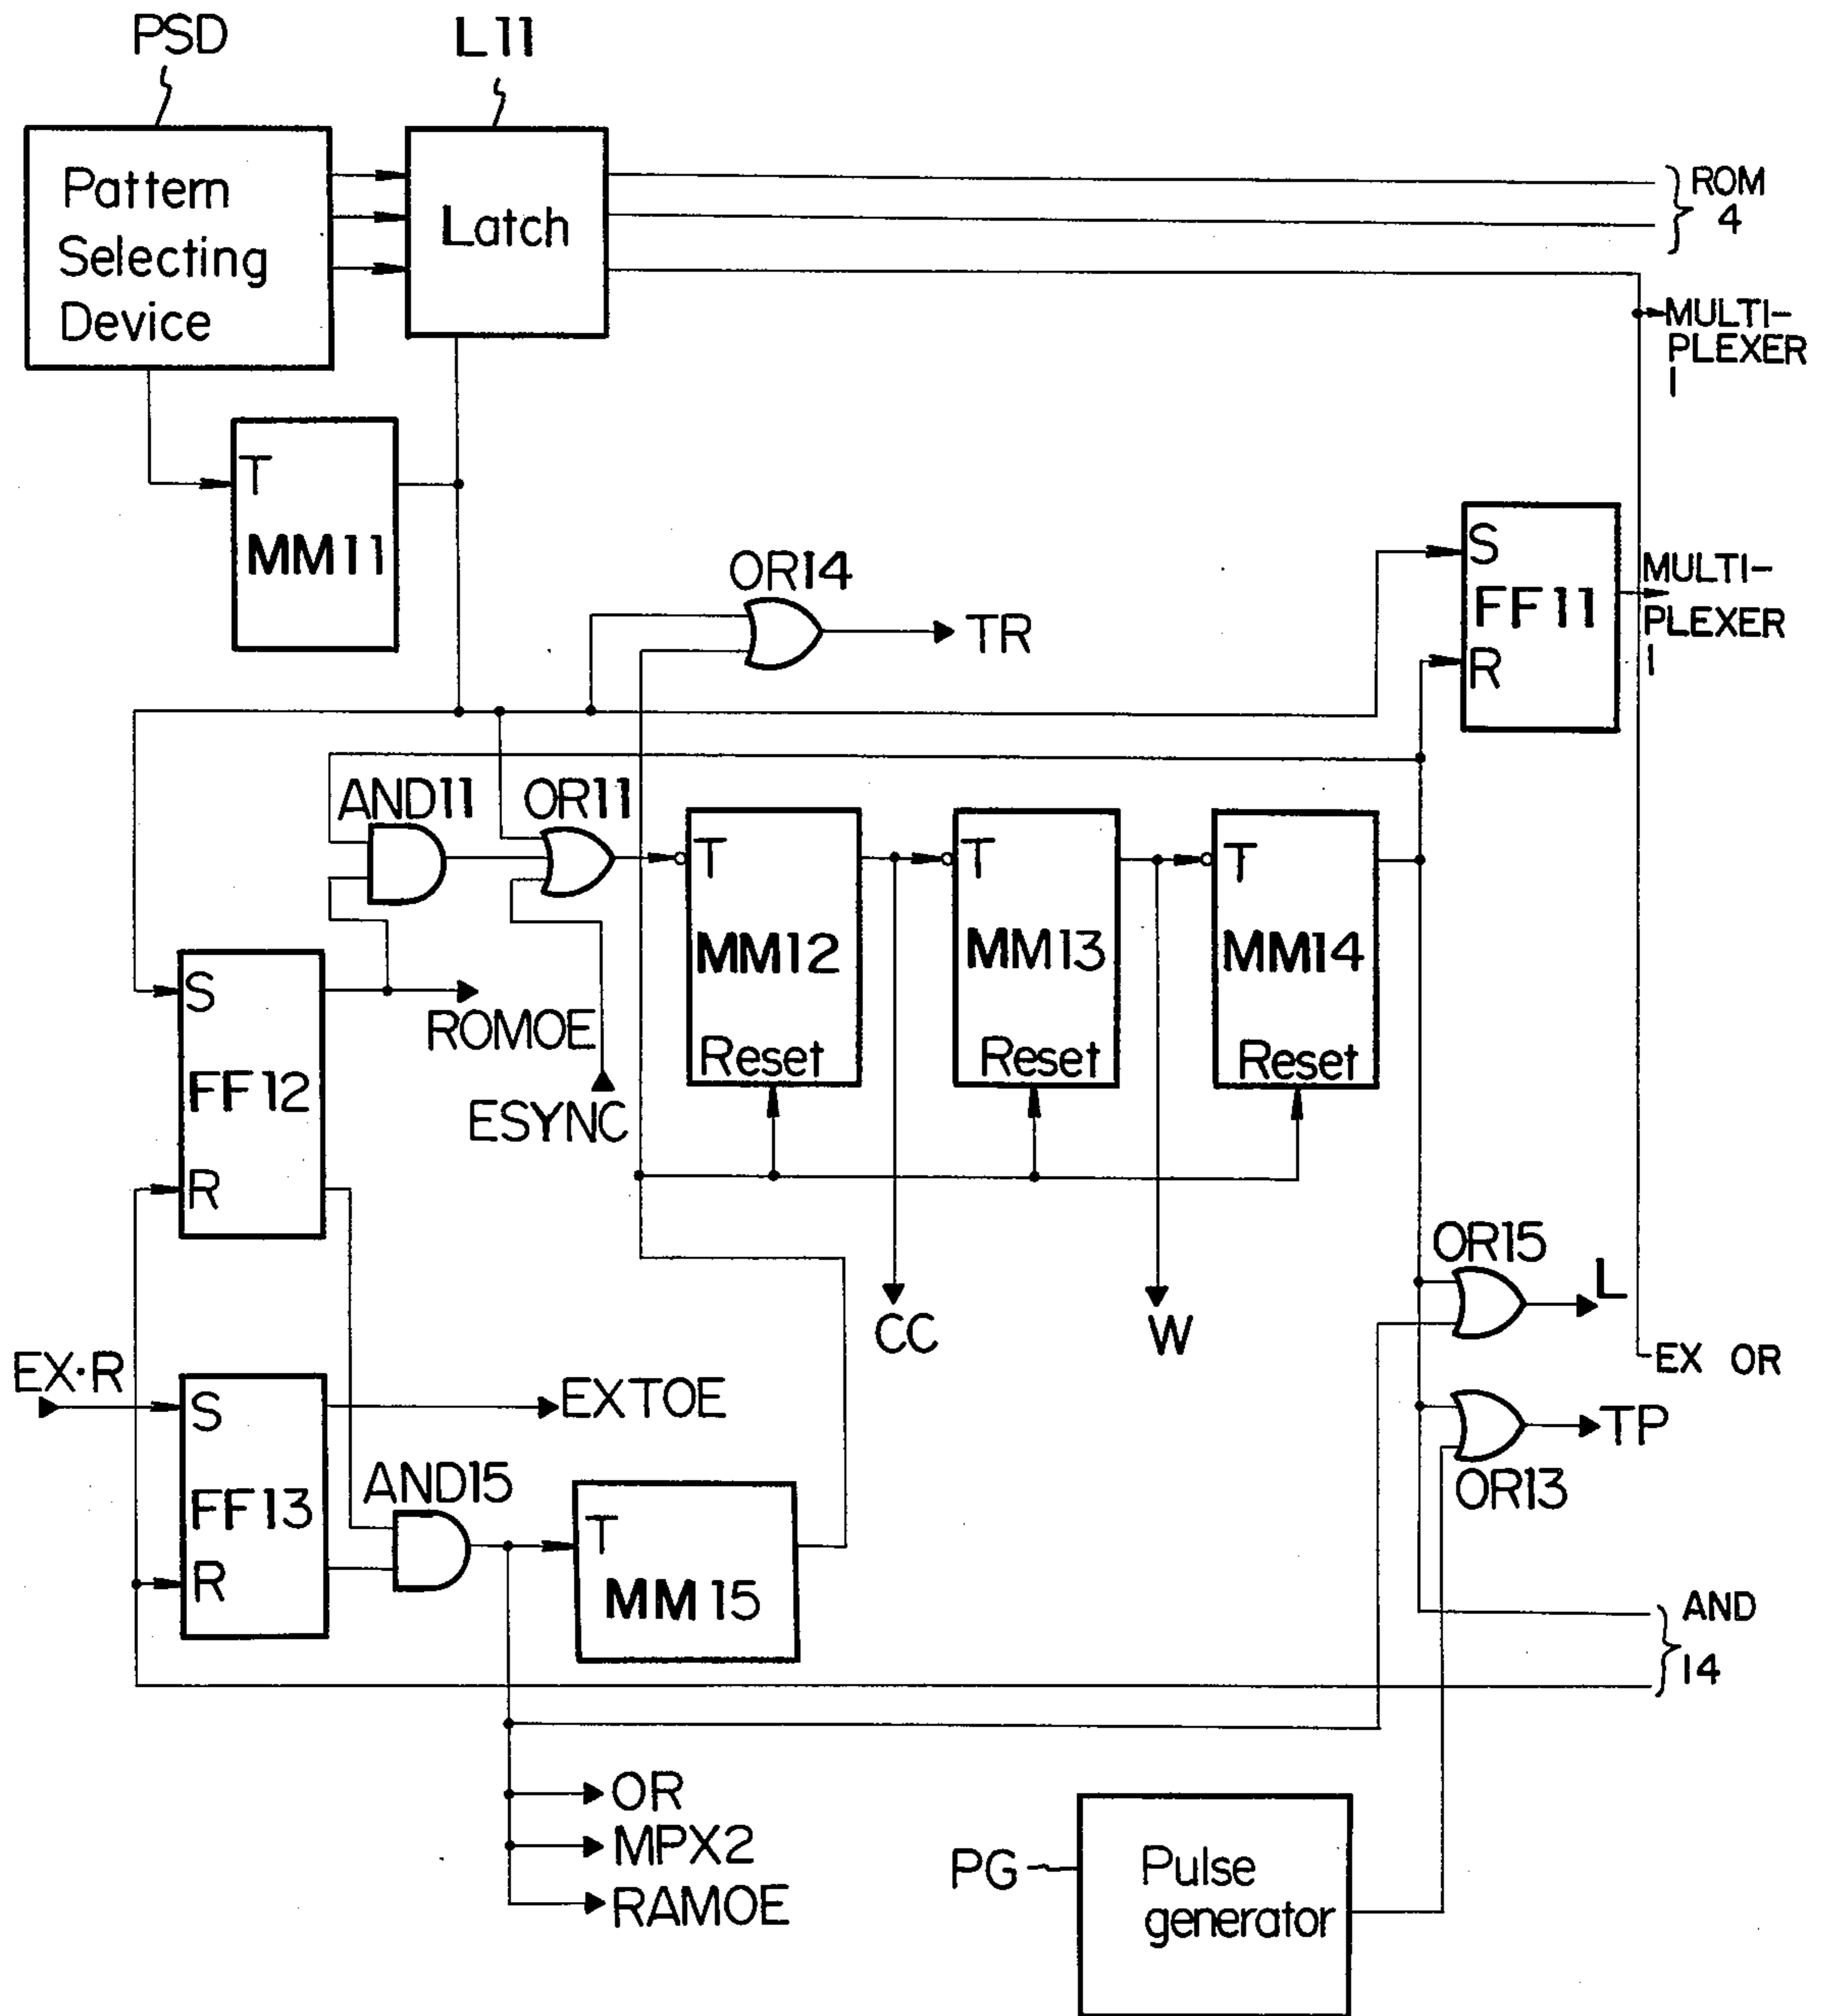 PSD
L11
Pattern
Selecting
Device
Latch
ROM
4
MULTI-
PLEXER
1
T
MM11
OR14
TR
S
FF11
R
MULTI-
PLEXER
1
AND11
OR11
T
MM12
Reset
T
MM13
Reset
T
MM14
Reset
S
FF12
R
ROMOE
ESYNC
CC
W
OR15
L
EX OR
EX·R
S
FF13
R
EXTOE
AND15
T
MM15
TP
OR13
AND
14
OR
MPX2
RAMOE
PG
Pulse
generator